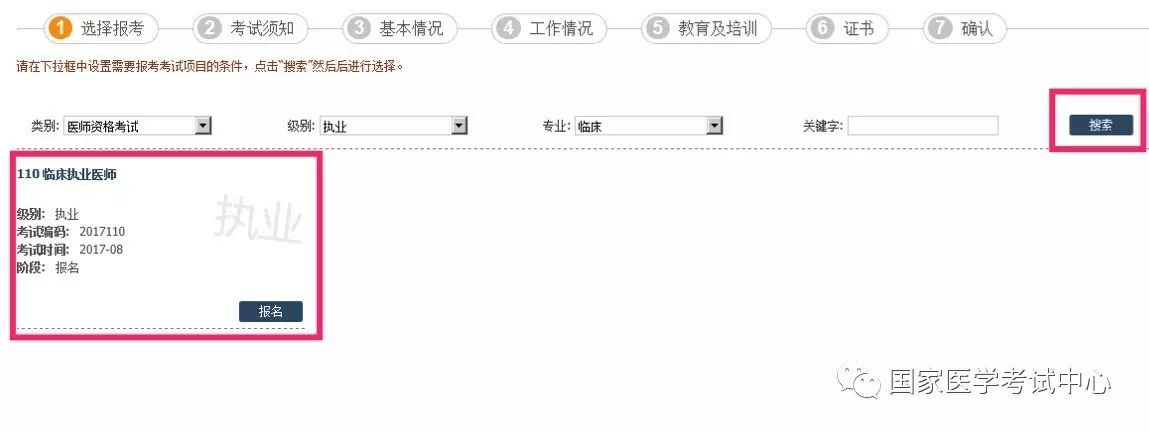 1 选择报考 2 考试须知 3 基本情况 4 工作情况 5 教育及培训 6 证书 7 确认
请在下拉框中设置需要报考考试项目的条件，点击“搜索”然后后进行选择。
类别: 医师资格考试 级别: 执业 专业: 临床 关键字: 搜索
110 临床执业医师
执业
级别: 执业
考试编码: 2017110
考试时间: 2017-08
阶段: 报名
报名
国家医学考试中心